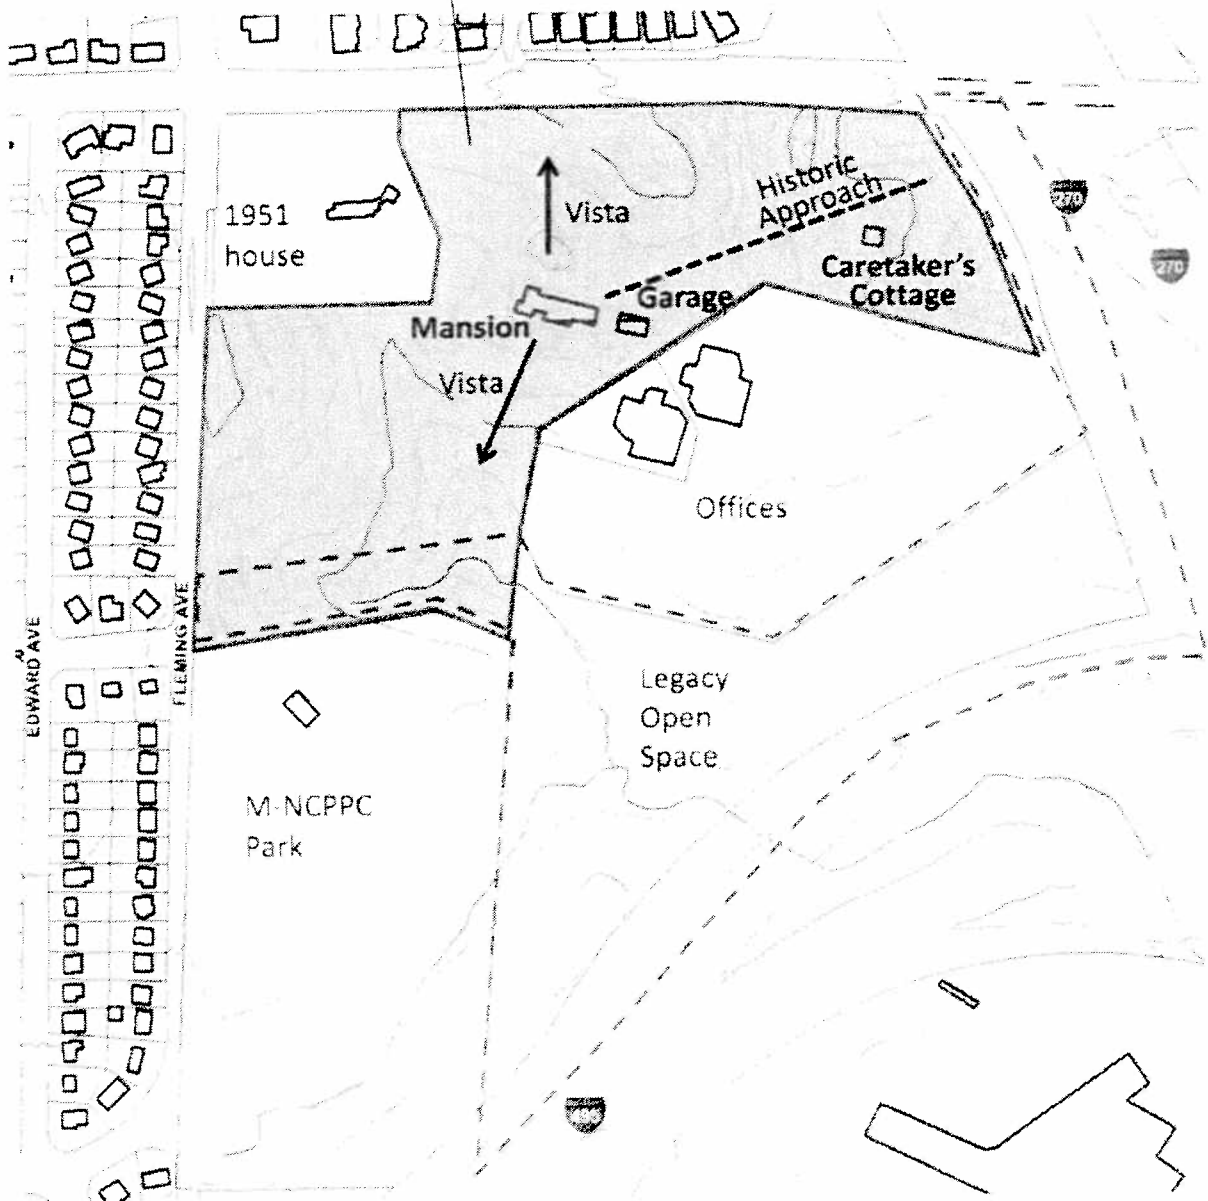 Historic
Approach
Vista
1951
house
270
270
Caretaker's
Cottage
Garage
Mansion
Vista
Offices
EDWARD AVE
FLEMING AVE
Legacy
Open
Space
M-NCPPC
Park